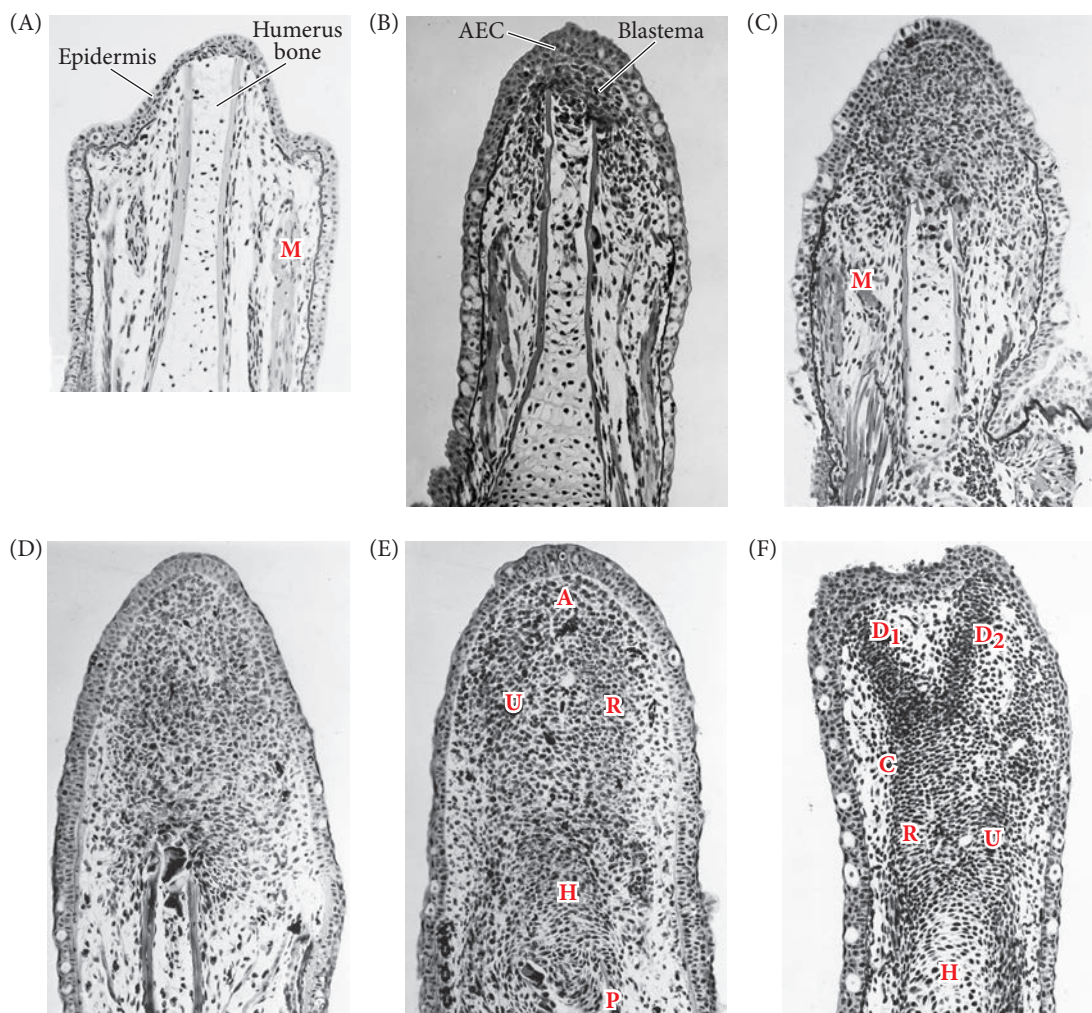 (A)
Epidermis
Humerus
bone
M
(B)
AEC
Blastema
(C)
M
(D)
(E)
A
U
R
H
P
(F)
D1
D2
C
R
U
H